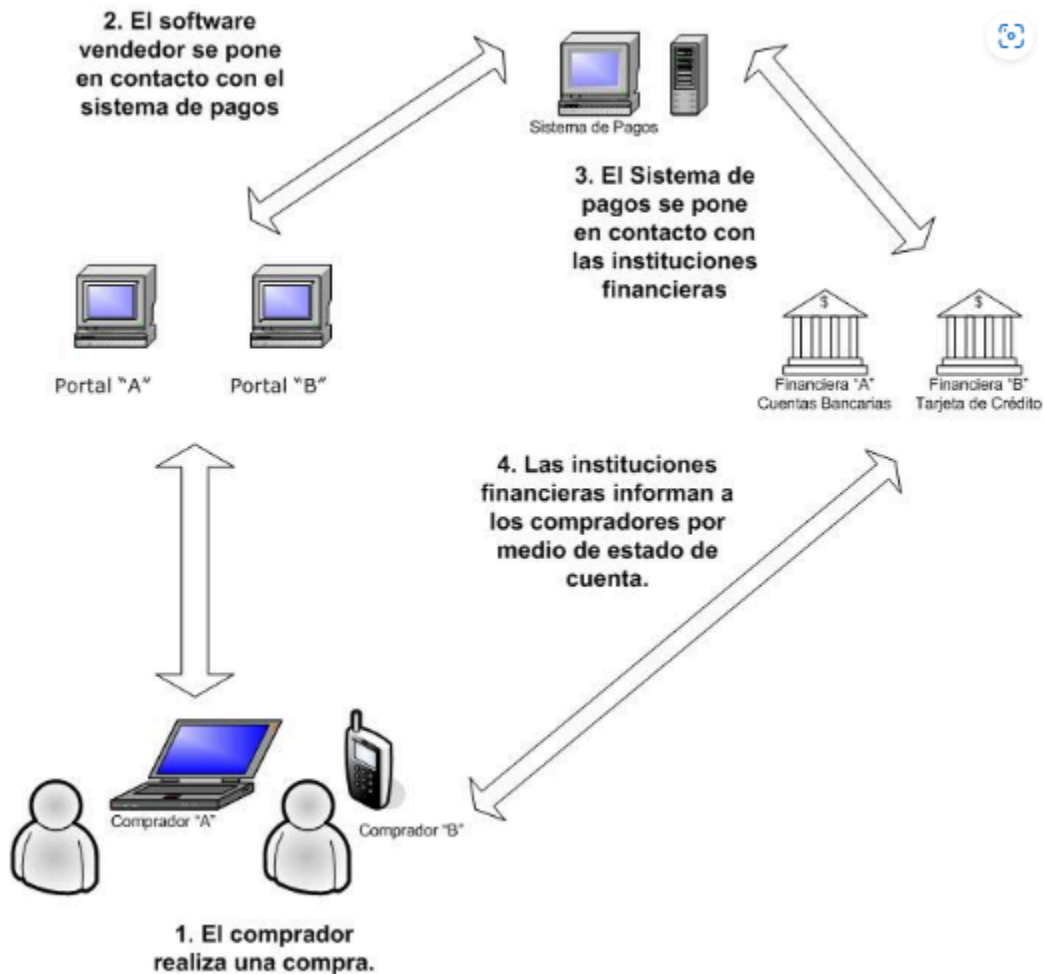 2. El software
vendedor se pone
en contacto con el
sistema de pagos
Sistema de Pagos
3. El Sistema de
pagos se pone
en contacto con
las instituciones
financieras
Portal "A"
Portal "B"
$
$
Financiera "A"
Cuentas Bancarias
Financiera "B"
Tarjeta de Crédito
4. Las instituciones
financieras informan a
los compradores por
medio de estado de
cuenta.
Comprador "A"
Comprador "B"
1. El comprador
realiza una compra.